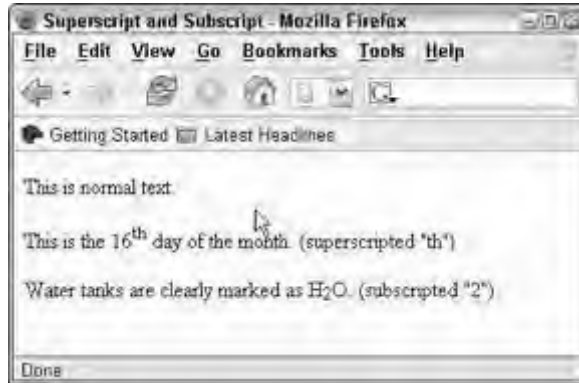 Superscript and Subscript - Mozilla Firefox
File Edit View Go Bookmarks Tools Help
Getting Started Latest Headlines
This is normal text.
This is the 16th day of the month. (superscripted "th")
Water tanks are clearly marked as H2O. (subscripted "2")
Done